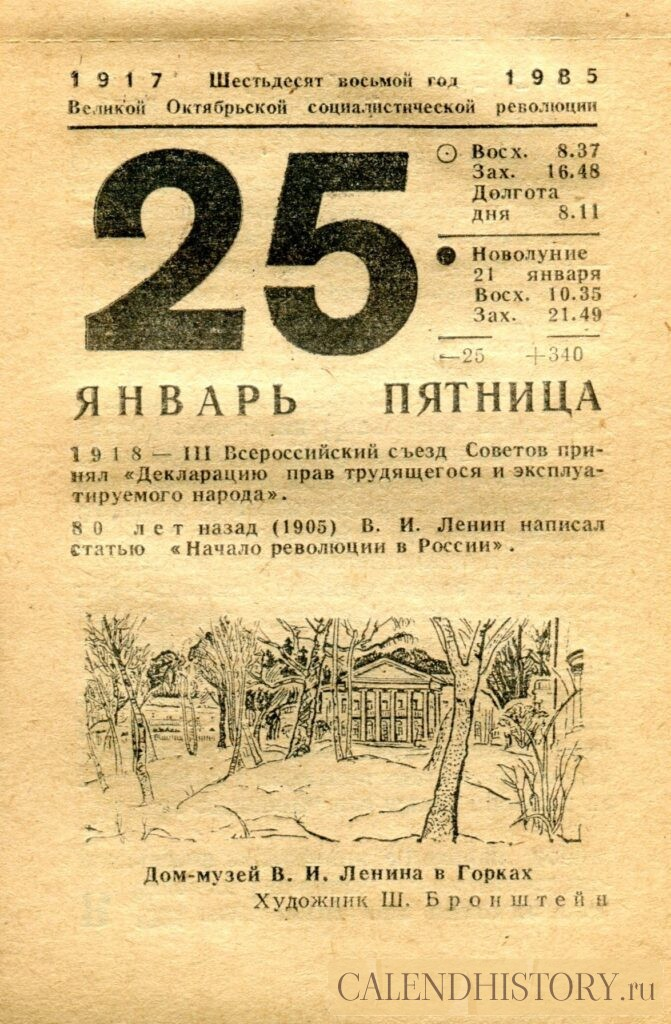 1917 Шестьдесят восьмой год 1985
Великой Октябрьской социалистической революции
25
Восх. 8.37
Зах. 16.48
Долгота
дня 8.11
Новолуние
21 января
Восх. 10.35
Зах. 21.49
—25 +340
ЯНВАРЬ ПЯТНИЦА
1918 — III Всероссийский съезд Советов при-
нял «Декларацию прав трудящегося и эксплуа-
тируемого народа».
80 лет назад (1905) В. И. Ленин написал
статью «Начало революции в России».
Дом-музей В. И. Ленина в Горках
Художник Ш. Бронштейн
CALENDHISTORY.ru